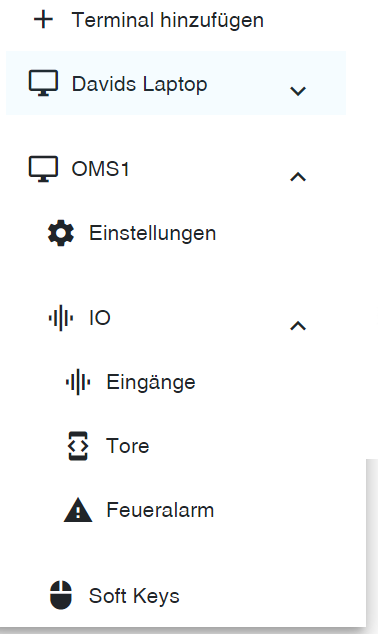 Terminal hinzufügen
Davids Laptop
OMS1
Einstellungen
IO
Eingänge
Tore
Feueralarm
Soft Keys